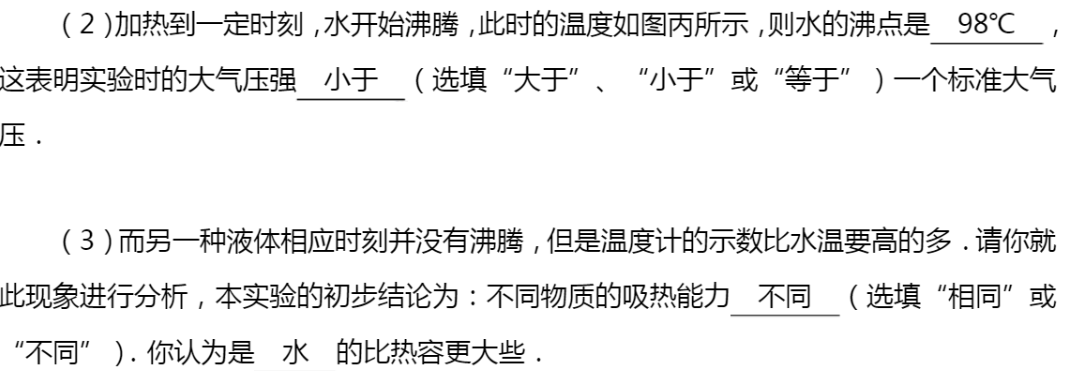 （2）加热到一定时刻，水开始沸腾，此时的温度如图丙所示，则水的沸点是 98℃ ，
这表明实验时的大气压强 小于 （选填“大于”、“小于”或“等于”）一个标准大气
压．
（3）而另一种液体相应时刻并没有沸腾，但是温度计的示数比水温要高的多．请你就
此现象进行分析，本实验的初步结论为：不同物质的吸热能力 不同 （选填“相同”或
“不同”）．你认为是 水 的比热容更大些．